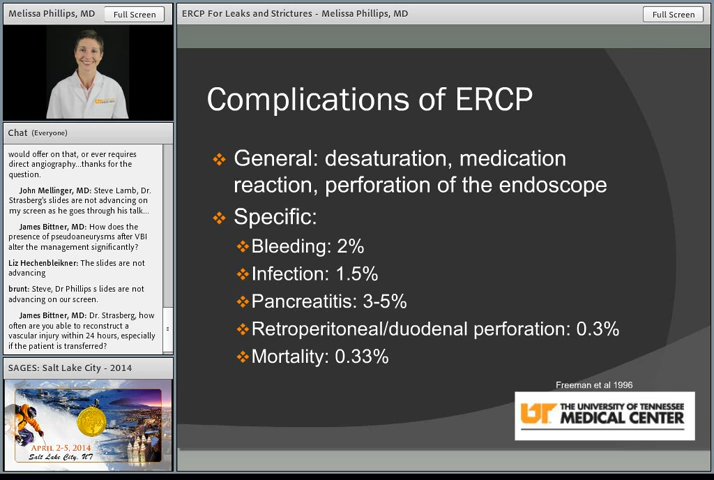 Melissa Phillips, MD
Full Screen
ERCP For Leaks and Strictures - Melissa Phillips, MD
Full Screen
Chat (Everyone)
would offer on that, or ever requires
direct angiography...thanks for the
question.
John Mellinger, MD: Steve Lamb, Dr.
Strasberg's slides are not advancing on
my screen as he goes through his talk...
James Bittner, MD: How does the
presence of pseudoaneurysms after VBI
alter the management significantly?
Liz Hechenbleikner: The slides are not
advancing
brunt: Steve, Dr Phillips s lides are not
advancing on our screen.
James Bittner, MD: Dr. Strasberg, how
often are you able to reconstruct a
vascular injury within 24 hours, especially
if the patient is transferred?
SAGES: Salt Lake City - 2014
APRIL 2-5, 2014
Salt Lake City, UT
Complications of ERCP
General: desaturation, medication
reaction, perforation of the endoscope
Specific:
Bleeding: 2%
Infection: 1.5%
Pancreatitis: 3-5%
Retroperitoneal/duodenal perforation: 0.3%
Mortality: 0.33%
Freeman et al 1996
UT THE UNIVERSITY OF TENNESSEE
MEDICAL CENTER